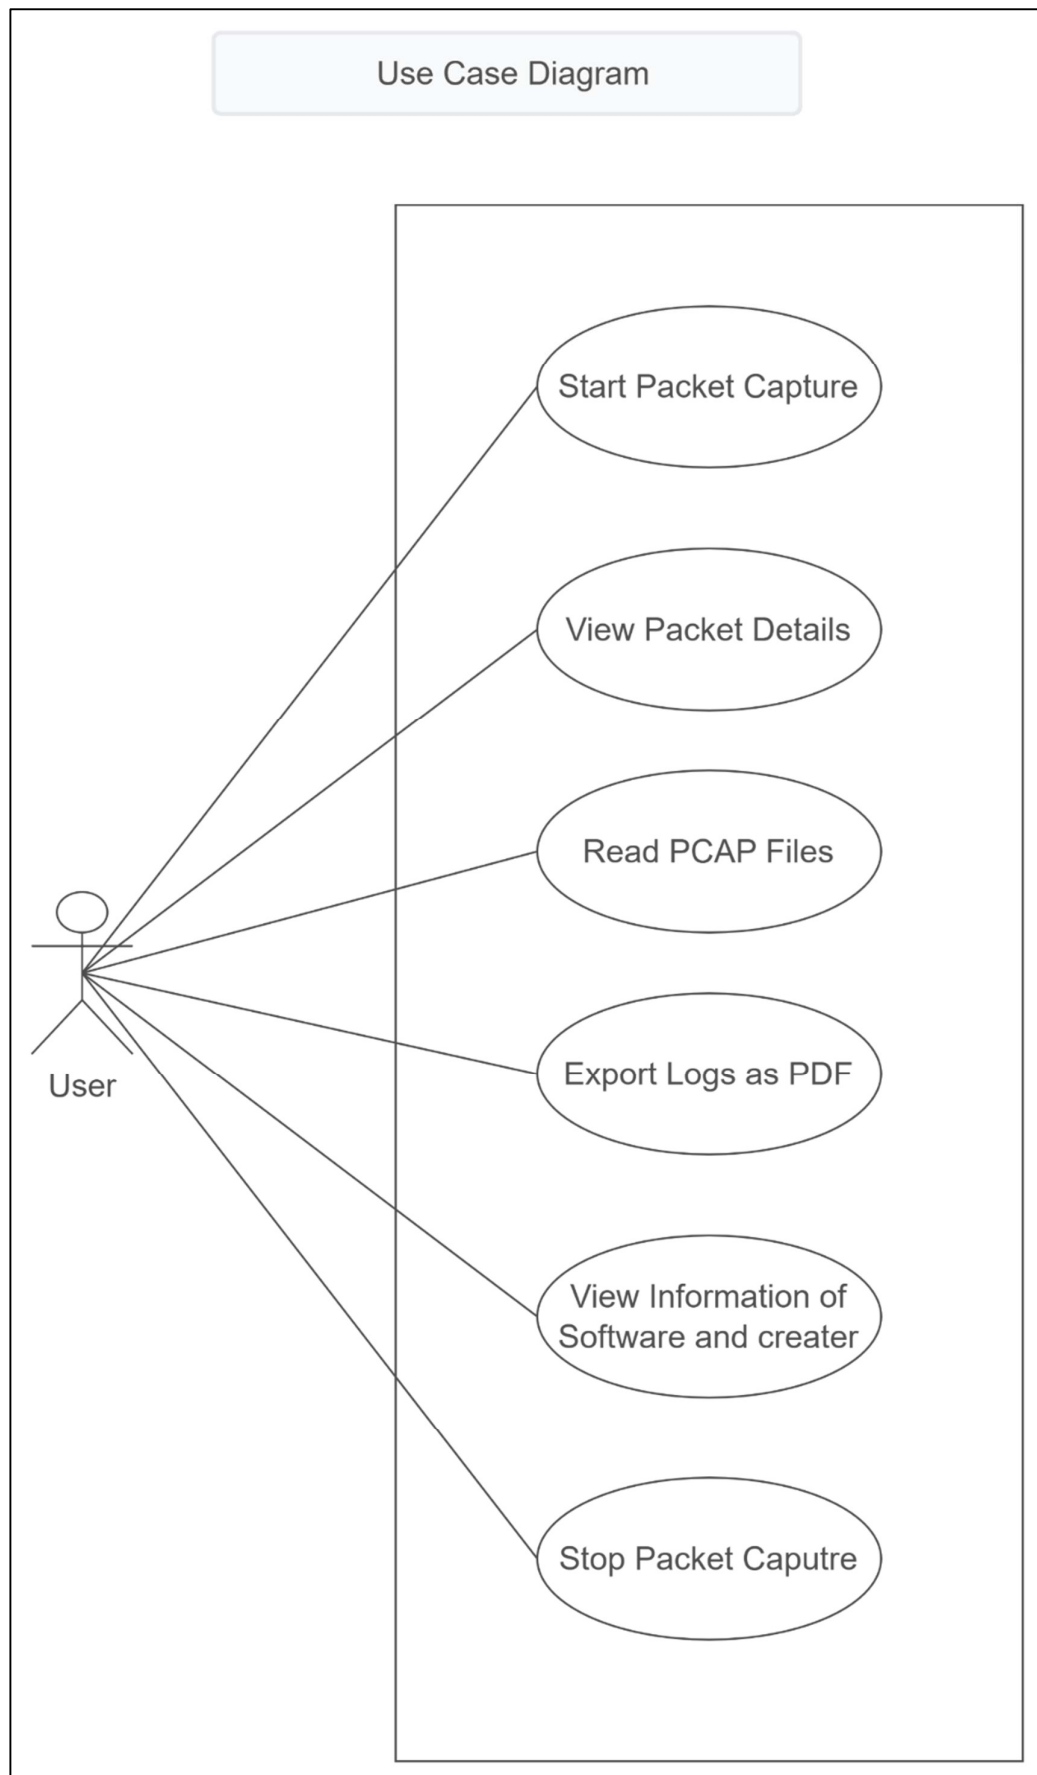 Use Case Diagram
Start Packet Capture
View Packet Details
Read PCAP Files
Export Logs as PDF
User
View Information of
Software and creater
Stop Packet Caputre